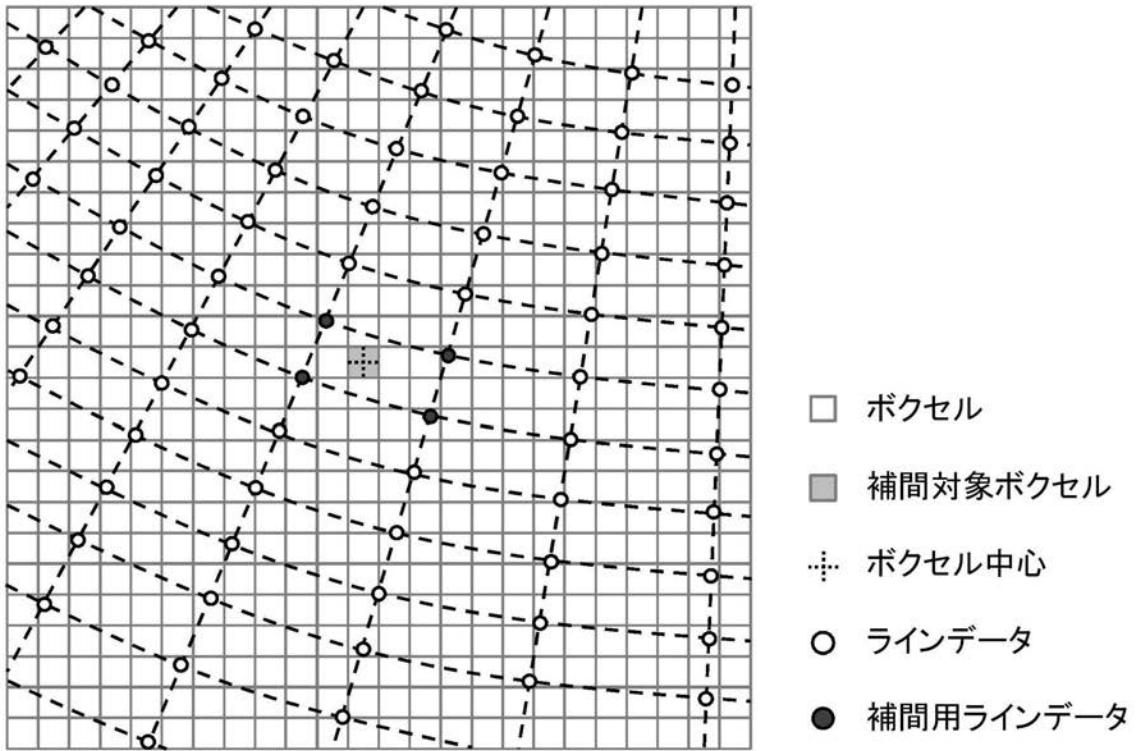 ボクセル
補間対象ボクセル
ボクセル中心
ラインデータ
補間用ラインデータ